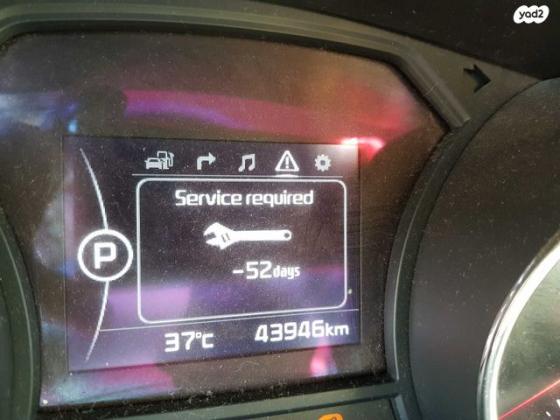 yad2
Service required
-52days
P
37°C 43946km